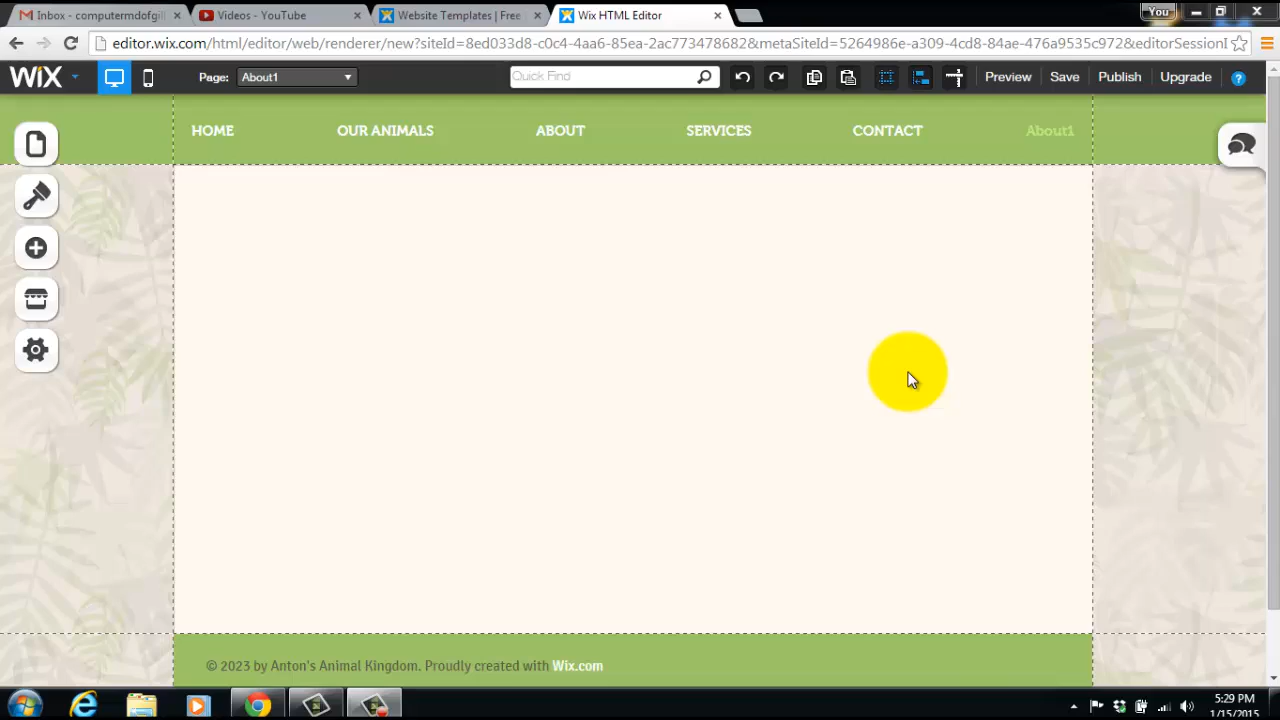 Inbox - computermdofgill
Videos - YouTube
Website Templates | Free
Wix HTML Editor
You
editor.wix.com/html/editor/web/renderer/new?siteId=8ed033d8-c0c4-4aa6-85ea-2ac773478682&metaSiteId=5264986e-a309-4cd8-84ae-476a9535c972&editorSessionI
WiX
Page:
About1
Quick Find
Preview
Save
Publish
Upgrade
?
HOME
OUR ANIMALS
ABOUT
SERVICES
CONTACT
About1
© 2023 by Anton's Animal Kingdom. Proudly created with Wix.com
5:29 PM
1/15/2015